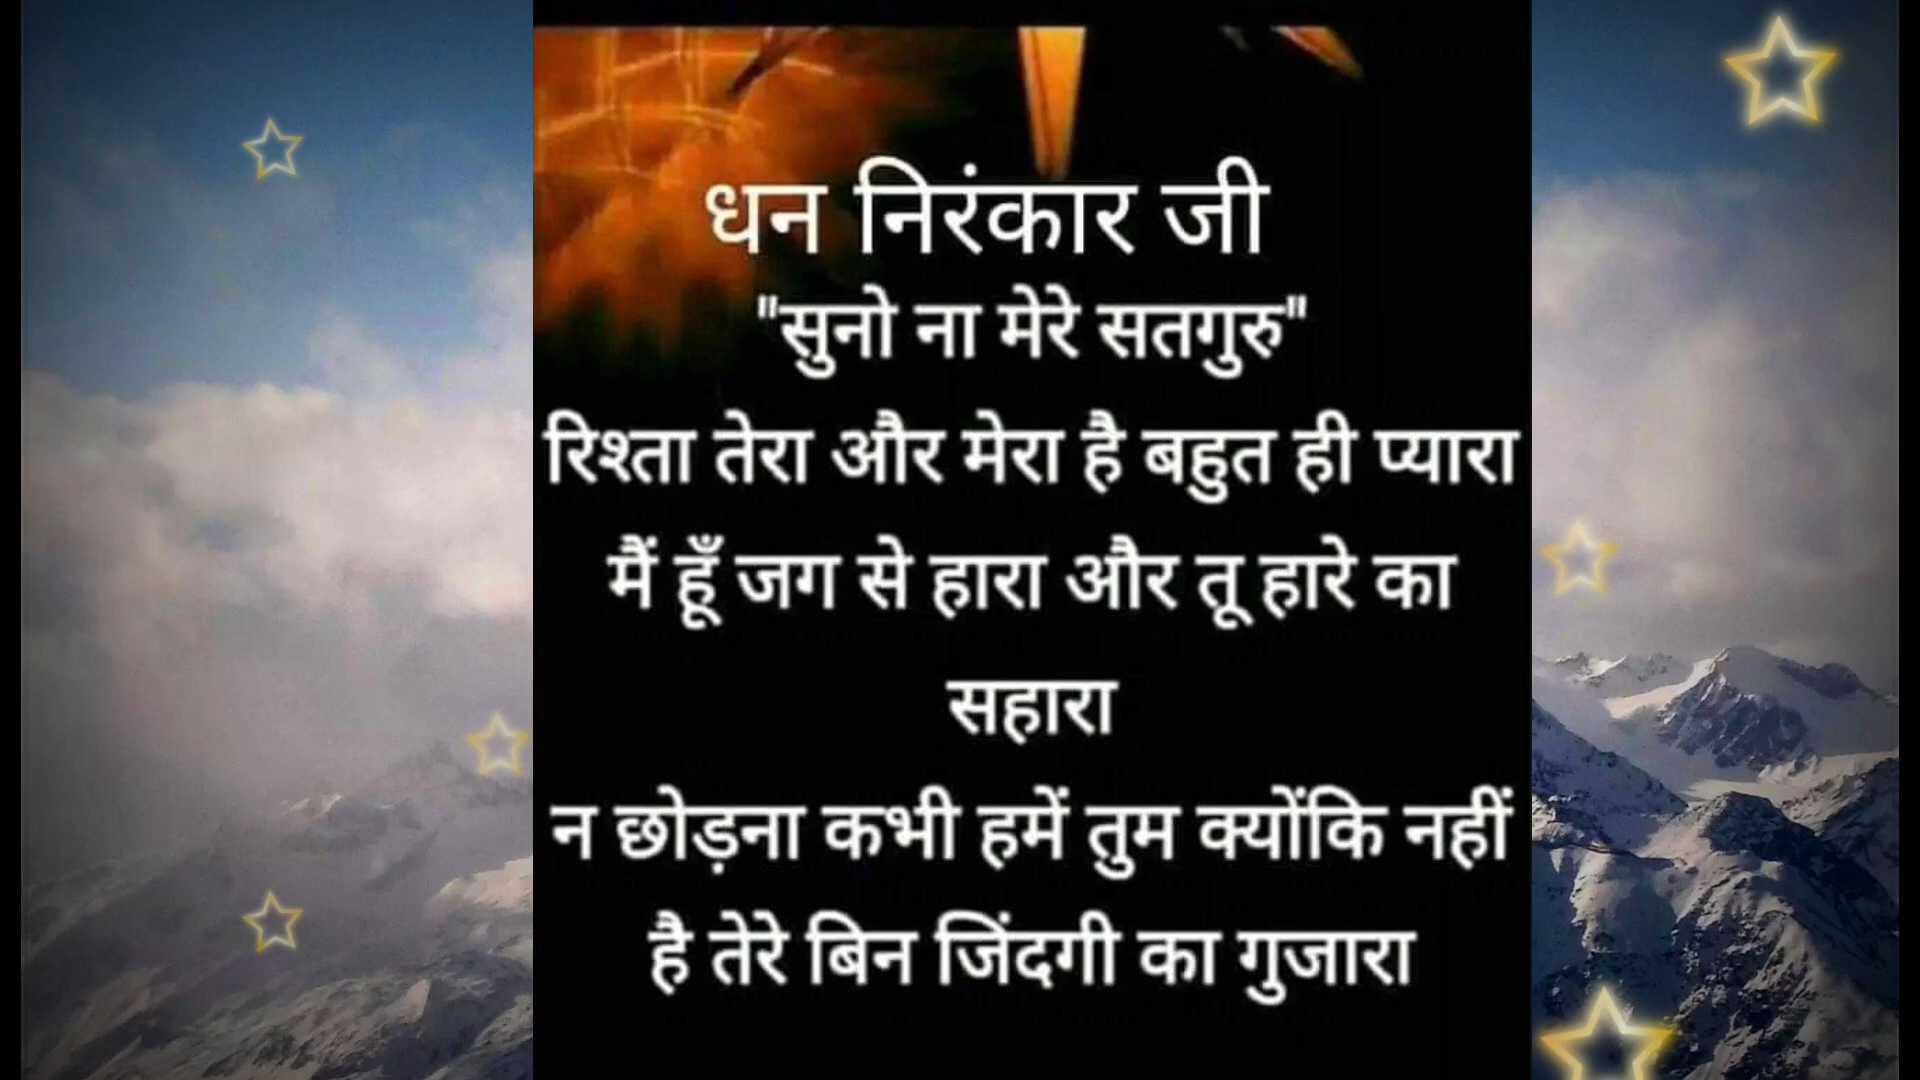 धन निरंकार जी
"सुनो ना मेरे सतगुरु"
रिश्ता तेरा और मेरा है बहुत ही प्यारा
मैं हूँ जग से हारा और तू हारे का
सहारा
न छोड़ना कभी हमें तुम क्योंकि नहीं
है तेरे बिन जिंदगी का गुजारा